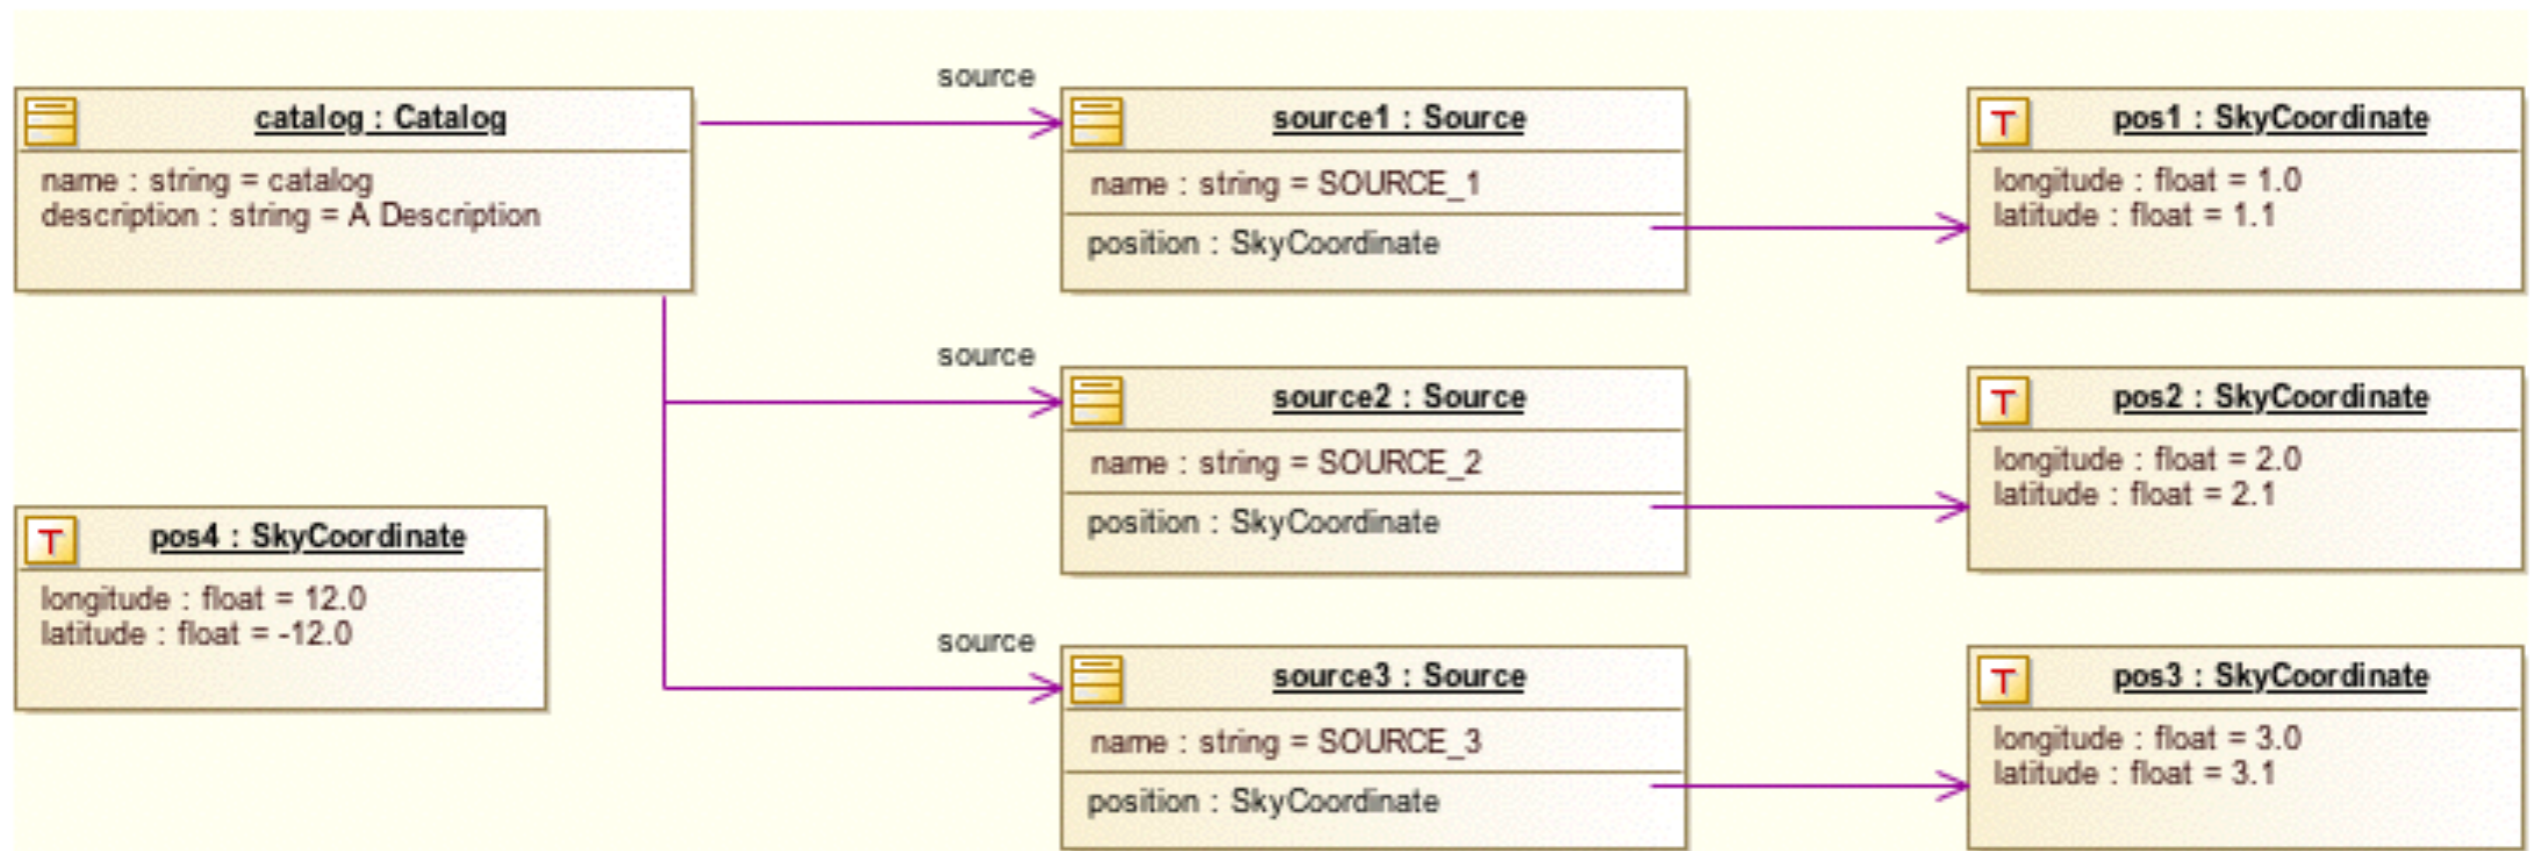 source
catalog : Catalog
name : string = catalog
description : string = A Description
source1 : Source
name : string = SOURCE_1
position : SkyCoordinate
T
pos1 : SkyCoordinate
longitude : float = 1.0
latitude : float = 1.1
source
source2 : Source
name : string = SOURCE_2
position : SkyCoordinate
T
pos2 : SkyCoordinate
longitude : float = 2.0
latitude : float = 2.1
T
pos4 : SkyCoordinate
longitude : float = 12.0
latitude : float = -12.0
source
source3 : Source
name : string = SOURCE_3
position : SkyCoordinate
T
pos3 : SkyCoordinate
longitude : float = 3.0
latitude : float = 3.1